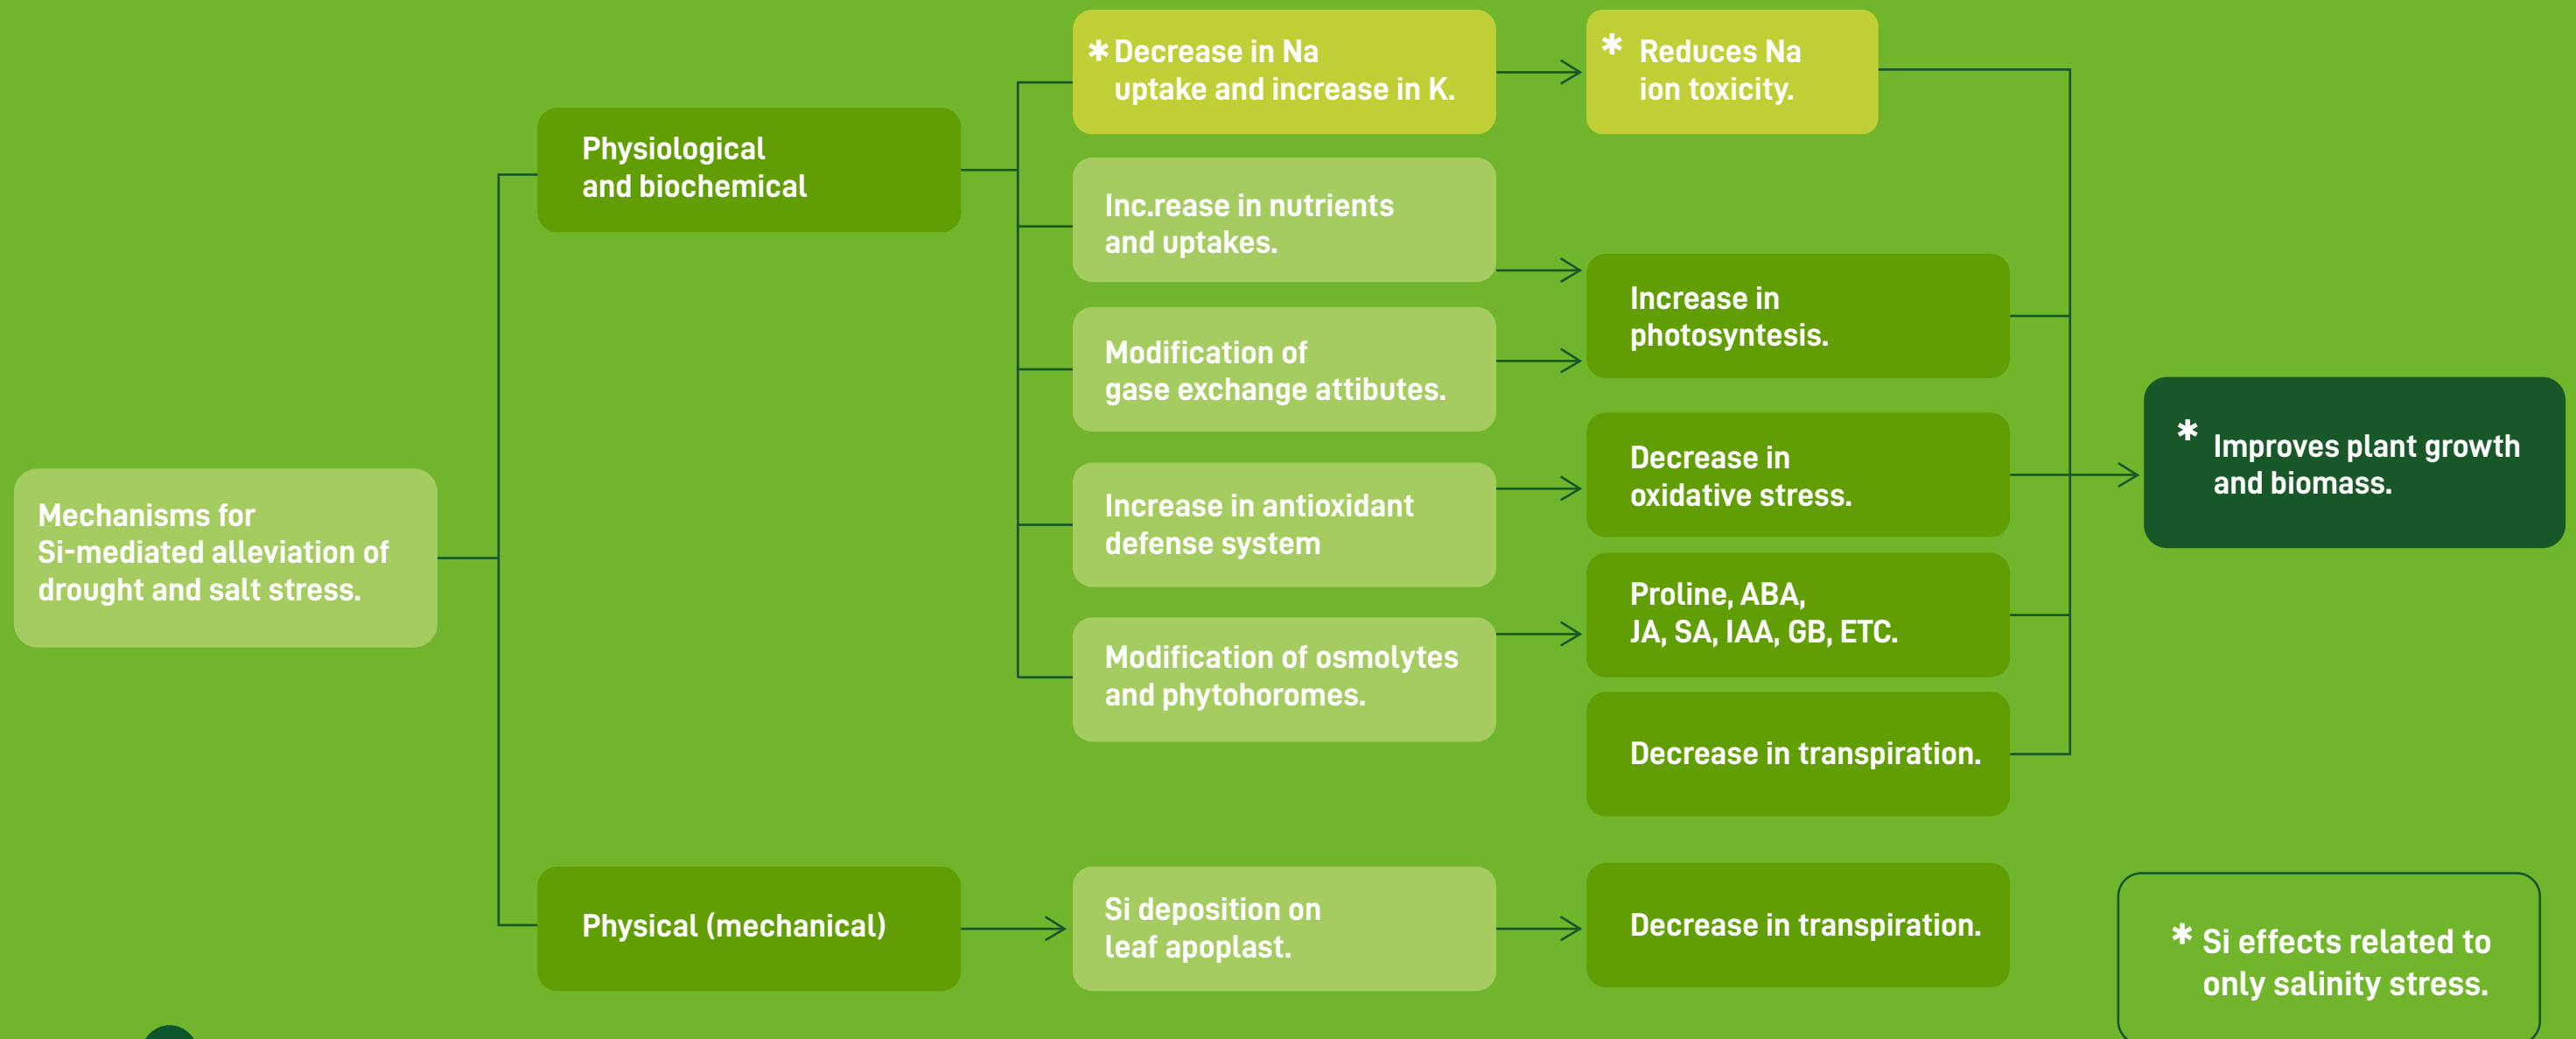 Mechanisms for
Si-mediated alleviation of
drought and salt stress.
Physiological
and biochemical
Physical (mechanical)
* Decrease in Na
uptake and increase in K.
Inc.rease in nutrients
and uptakes.
Modification of
gase exchange attibutes.
Increase in antioxidant
defense system
Modification of osmolytes
and phytohoromes.
Si deposition on
leaf apoplast.
* Reduces Na
ion toxicity.
Increase in
photosyntesis.
Decrease in
oxidative stress.
Proline, ABA,
JA, SA, IAA, GB, ETC.
Decrease in transpiration.
Decrease in transpiration.
* Improves plant growth
and biomass.
* Si effects related to
only salinity stress.